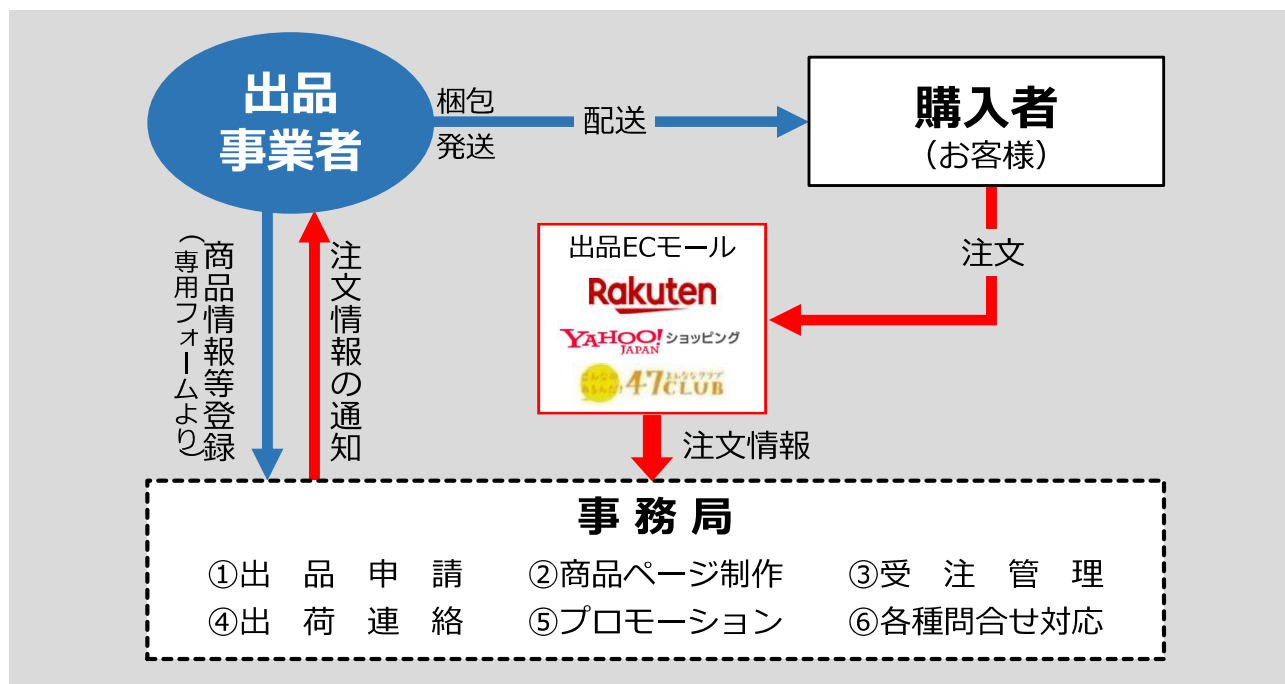 出品
事業者
梱包
発送
配送
購入者
（お客様）
注文
出品ECモール
Rakuten
YAHOO!ショッピング
JAPAN
47CLUB
注文情報
商品情報等登録
（専用フォームより）
注文情報の通知
事務局
①出品申請 ②商品ページ制作 ③受注管理
④出荷連絡 ⑤プロモーション ⑥各種問合せ対応